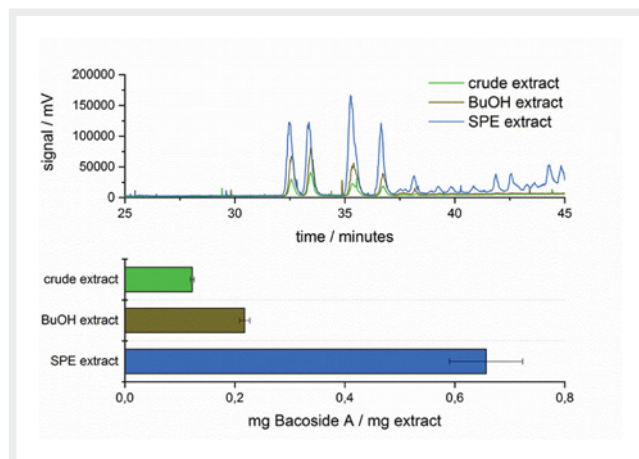 200000
150000
100000
50000
0
signal / mV
crude extract
BuOH extract
SPE extract
25 30 35 40 45
time / minutes
crude extract
BuOH extract
SPE extract
0,0 0,2 0,4 0,6 0,8
mg Bacoside A / mg extract